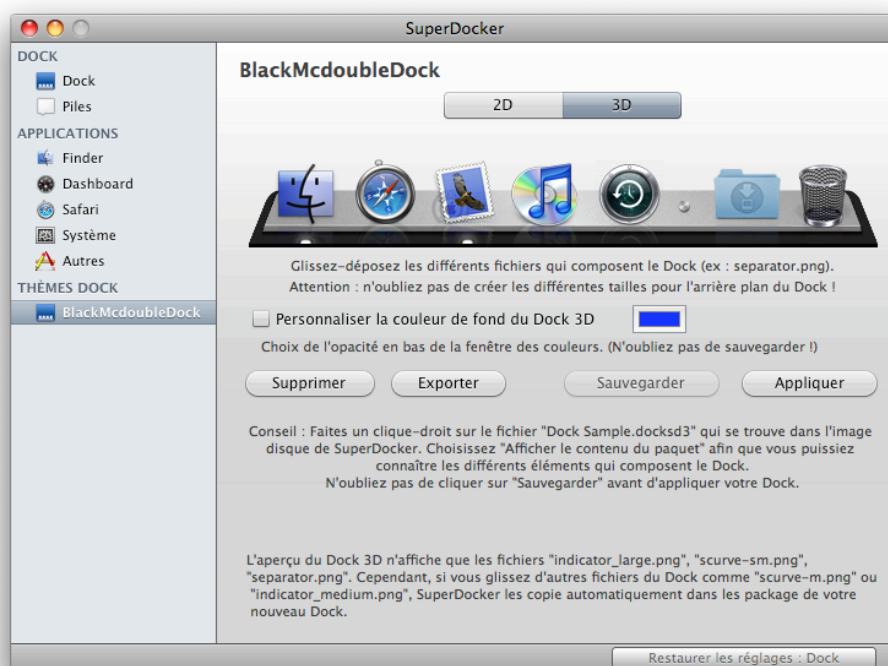 SuperDocker
DOCK
Dock
Piles
APPLICATIONS
Finder
Dashboard
Safari
Système
Autres
THÈMES DOCK
BlackMcdoubleDock
BlackMcdoubleDock
2D
3D
Glissez-déposez les différents fichiers qui composent le Dock (ex : separator.png).
Attention : n'oubliez pas de créer les différentes tailles pour l'arrière plan du Dock !
Personnaliser la couleur de fond du Dock 3D
Choix de l'opacité en bas de la fenêtre des couleurs. (N'oubliez pas de sauvegarder !)
Supprimer
Exporter
Sauvegarder
Appliquer
Conseil : Faites un clique-droit sur le fichier "Dock Sample.docksd3" qui se trouve dans l'image
disque de SuperDocker. Choisissez "Afficher le contenu du paquet" afin que vous puissiez
connaître les différents éléments qui composent le Dock.
N'oubliez pas de cliquer sur "Sauvegarder" avant d'appliquer votre Dock.
L'aperçu du Dock 3D n'affiche que les fichiers "indicator_large.png", "scurve-sm.png",
"separator.png". Cependant, si vous glissez d'autres fichiers du Dock comme "scurve-m.png" ou
"indicator_medium.png", SuperDocker les copie automatiquement dans les package de votre
nouveau Dock.
Restaurer les réglages : Dock